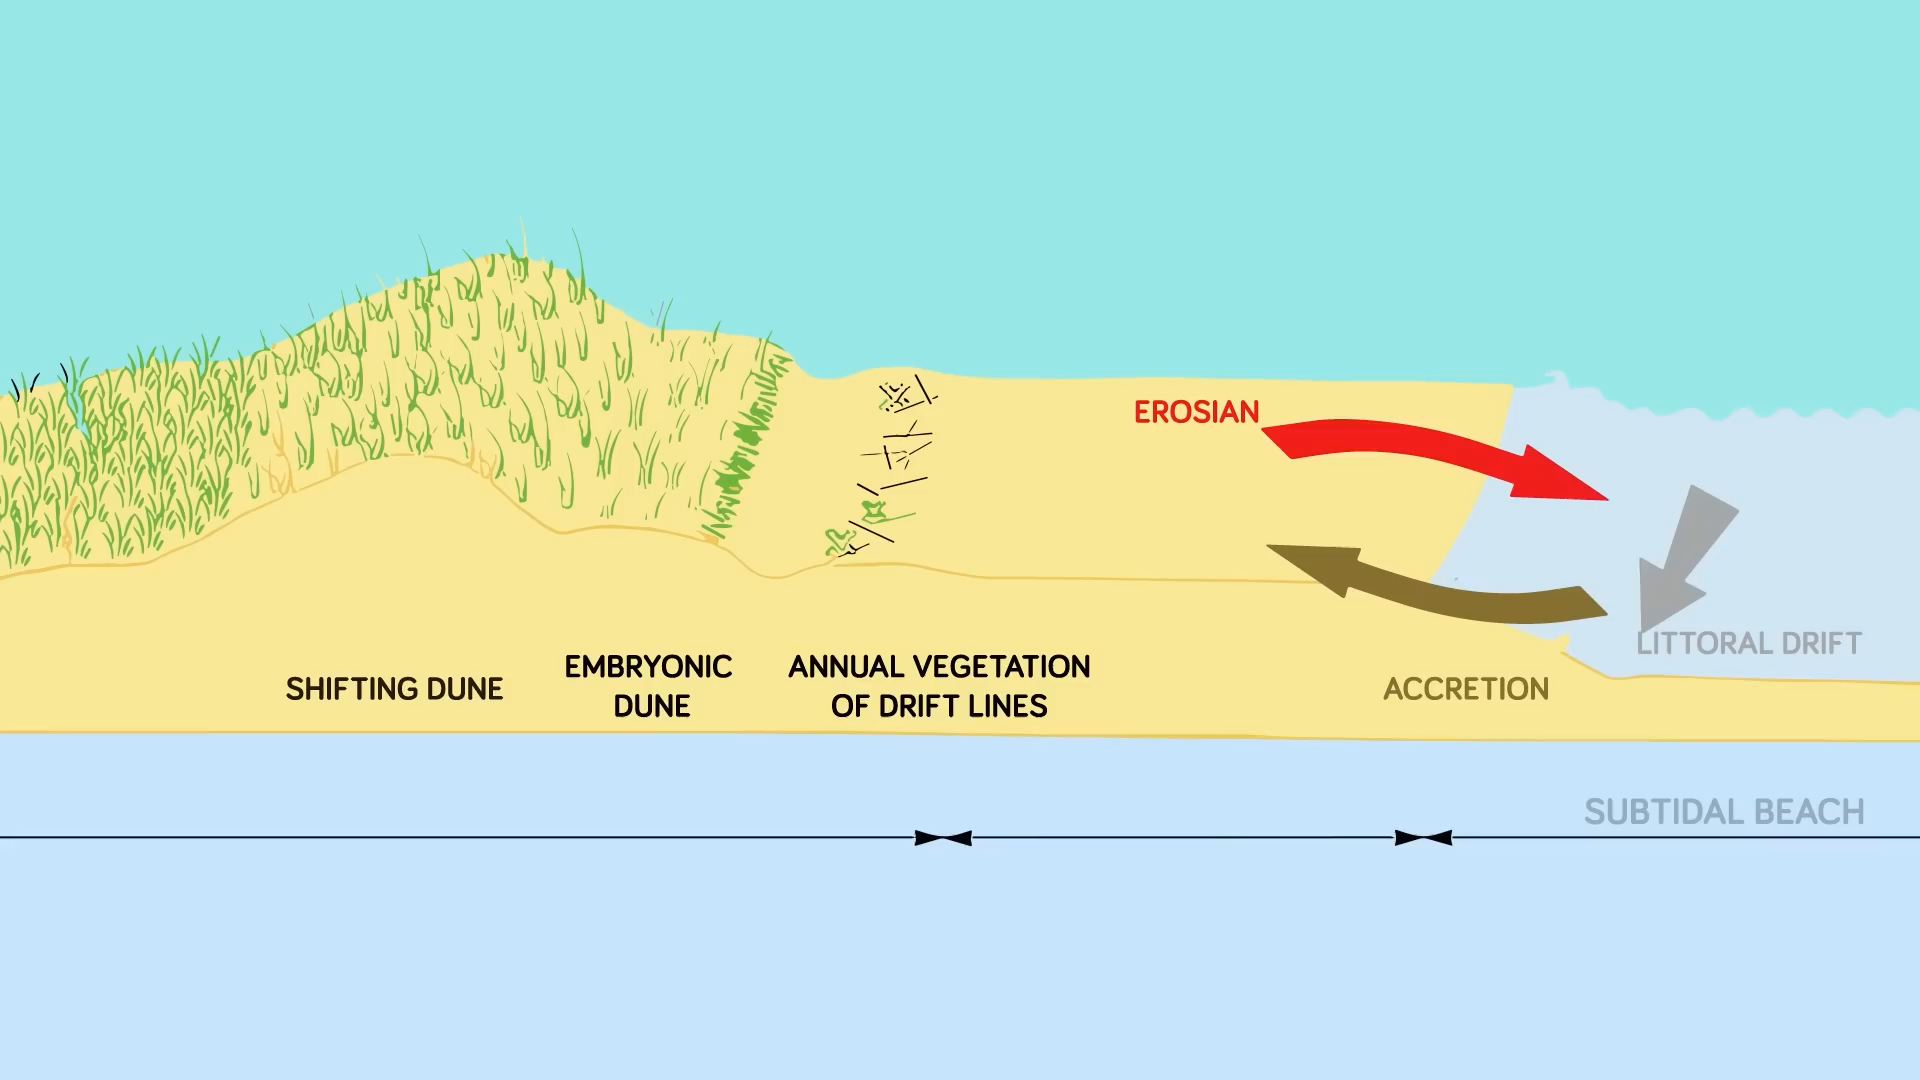 EROSIAN
LITTORAL DRIFT
SHIFTING DUNE
EMBRYONIC
DUNE
ANNUAL VEGETATION
OF DRIFT LINES
ACCRETION
SUBTIDAL BEACH